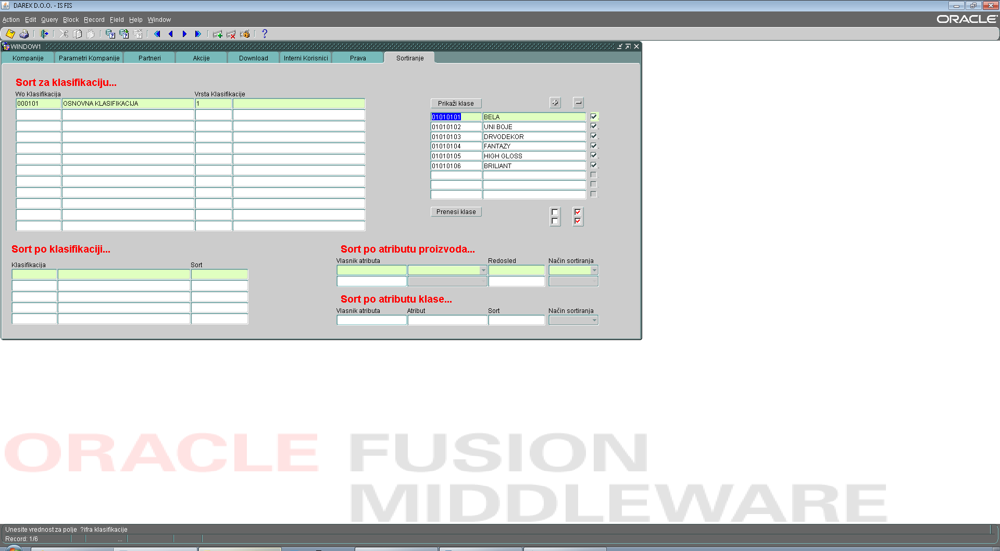 DAREX D.O.O. - IS FIS
Action Edit Query Block Record Field Help Window
ORACLE
WINDOW1
Kompanije Parametri Kompanije Partneri Akcije Download Interni Korisnici Prava Sortiranje
Sort za klasifikaciju...
Wo Klasifikacija Vrsta Klasifikacije
000101 OSNOVNA KLASIFIKACIJA 1
Prikaži klase
01010101 BELA
01010102 UNI BOJE
01010103 DRVODEKOR
01010104 FANTAZY
01010105 HIGH GLOSS
01010106 BRILIANT
Prenesi klase
Sort po klasifikaciji...
Klasifikacija Sort
Sort po atributu proizvoda...
Vlasnik atributa Redosled Način sortiranja
Sort po atributu klase...
Vlasnik atributa Atribut Sort Način sortiranja
ORACLE FUSION
MIDDLEWARE
Unesite vrednost za polje ?ifra klasifikacije
Record: 1/6 ...